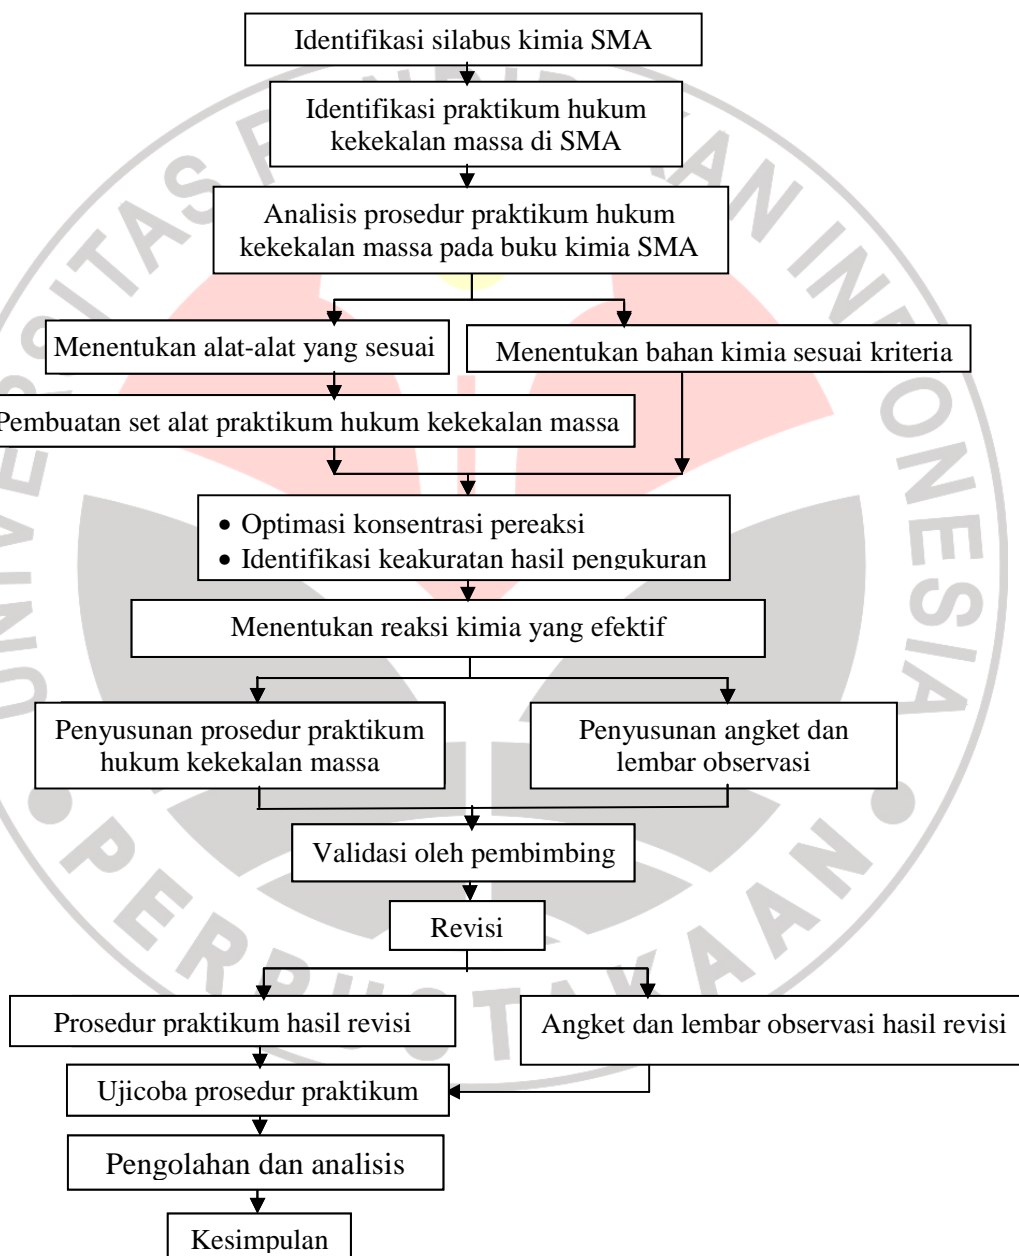 Identifikasi silabus kimia SMA
Identifikasi praktikum hukum
kekekalan massa di SMA
Analisis prosedur praktikum hukum
kekekalan massa pada buku kimia SMA
Menentukan alat-alat yang sesuai
Menentukan bahan kimia sesuai kriteria
Pembuatan set alat praktikum hukum kekekalan massa
• Optimasi konsentrasi pereaksi
• Identifikasi keakuratan hasil pengukuran
Menentukan reaksi kimia yang efektif
Penyusunan prosedur praktikum
hukum kekekalan massa
Penyusunan angket dan
lembar observasi
Validasi oleh pembimbing
Revisi
Prosedur praktikum hasil revisi
Angket dan lembar observasi hasil revisi
Ujicoba prosedur praktikum
Pengolahan dan analisis
Kesimpulan
UNIVERSITAS PENDIDIKAN INDONESIA
PERPUSTAKAAN